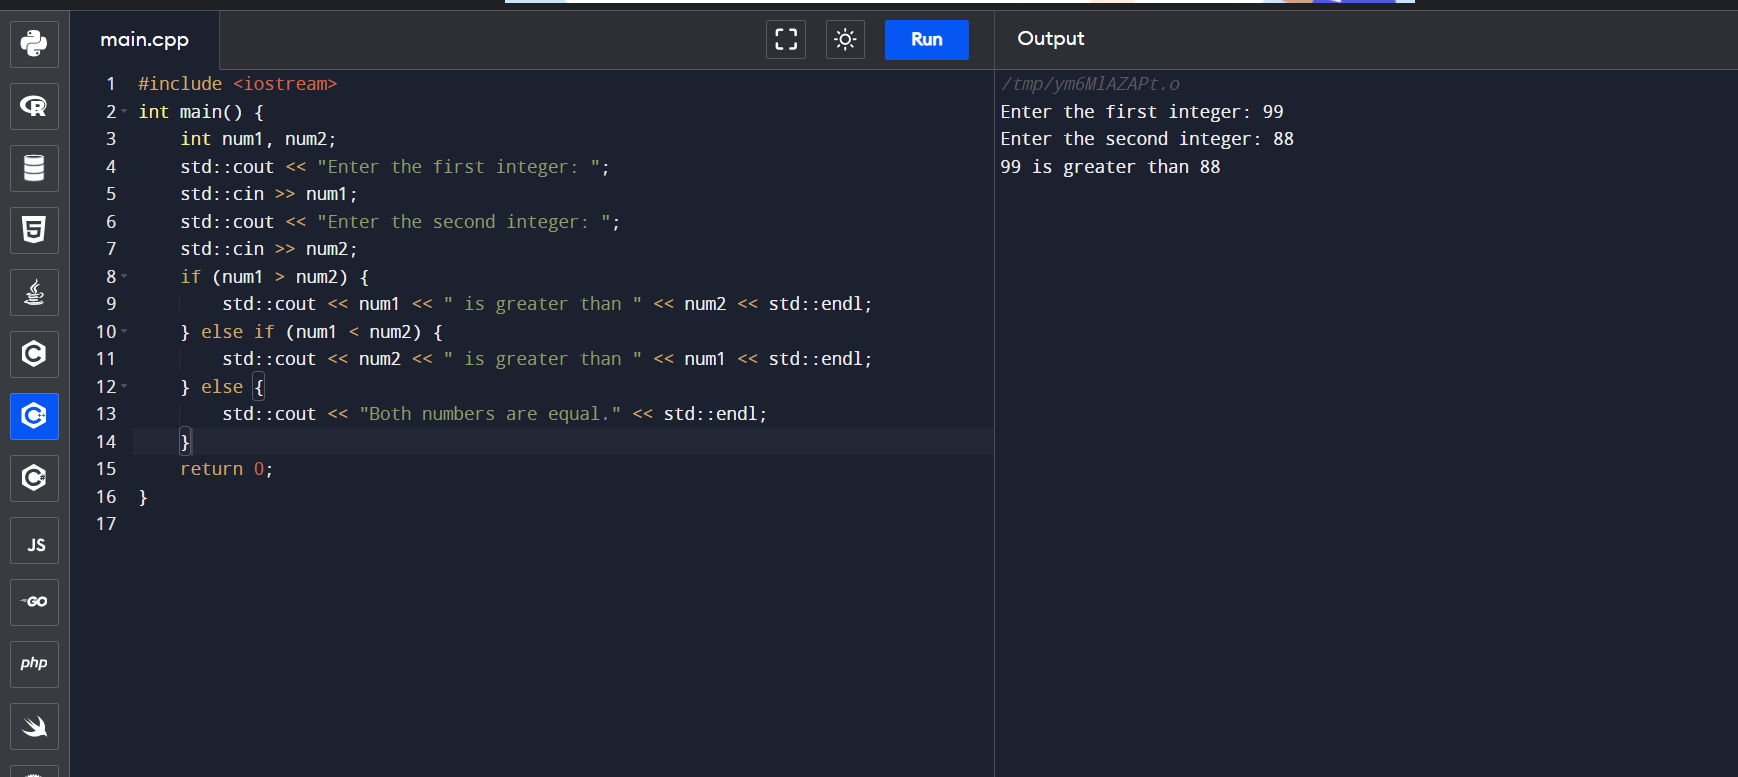 main.cpp
Run
Output
1 #include <iostream>
2 int main() {
3     int num1, num2;
4     std::cout << "Enter the first integer: ";
5     std::cin >> num1;
6     std::cout << "Enter the second integer: ";
7     std::cin >> num2;
8     if (num1 > num2) {
9         std::cout << num1 << " is greater than " << num2 << std::endl;
10     } else if (num1 < num2) {
11         std::cout << num2 << " is greater than " << num1 << std::endl;
12     } else {
13         std::cout << "Both numbers are equal." << std::endl;
14     }
15     return 0;
16 }
17
/tmp/ym6MlAZAPt.o
Enter the first integer: 99
Enter the second integer: 88
99 is greater than 88
R
5
C
C++
C#
JS
GO
php